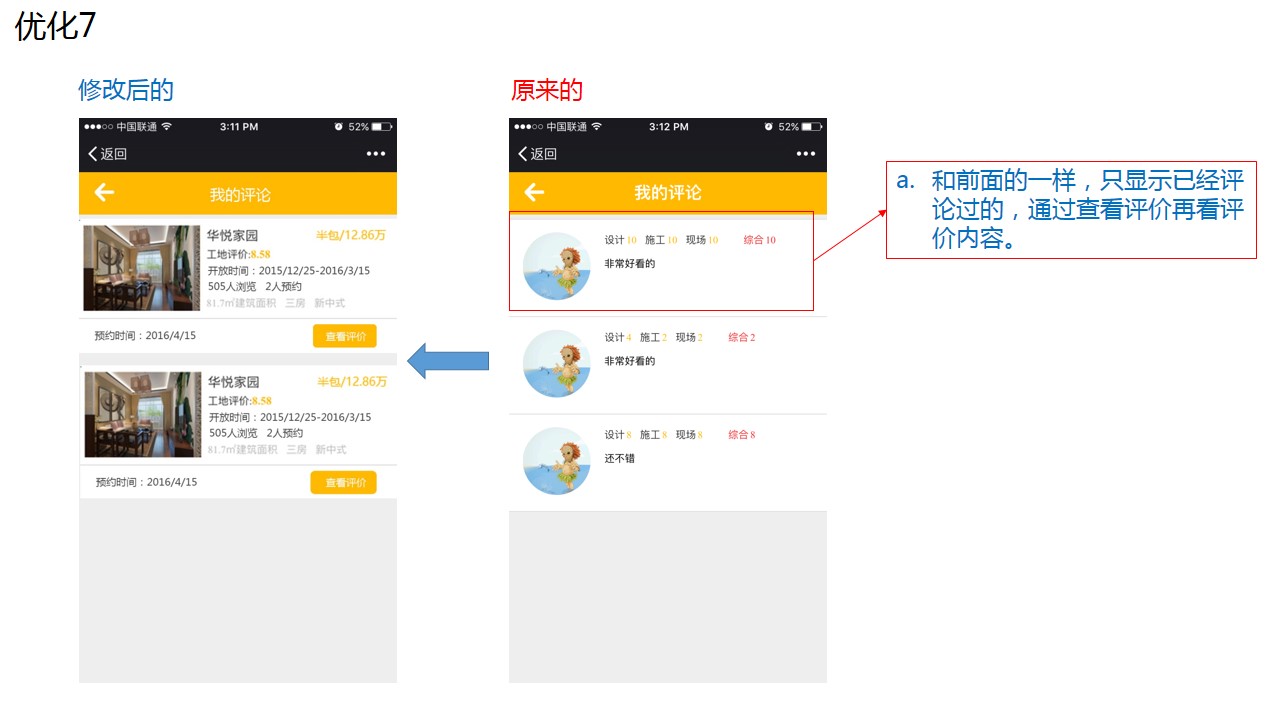 优化7
修改后的
中国联通 3:11 PM 52%
返回
我的评论
华悦家园 半包/12.86万
工地评价:8.58
开放时间：2015/12/25-2016/3/15
505人浏览 2人预约
81.7㎡建筑面积 三房 新中式
预约时间：2016/4/15 查看评价
华悦家园 半包/12.86万
工地评价:8.58
开放时间：2015/12/25-2016/3/15
505人浏览 2人预约
81.7㎡建筑面积 三房 新中式
预约时间：2016/4/15 查看评价
原来的
中国联通 3:12 PM 52%
返回
我的评论
设计10 施工10 现场10 综合10
非常好看的
设计4 施工2 现场2 综合2
非常好看的
设计8 施工8 现场8 综合8
还不错
a. 和前面的一样，只显示已经评
论过的，通过查看评价再看评
价内容。